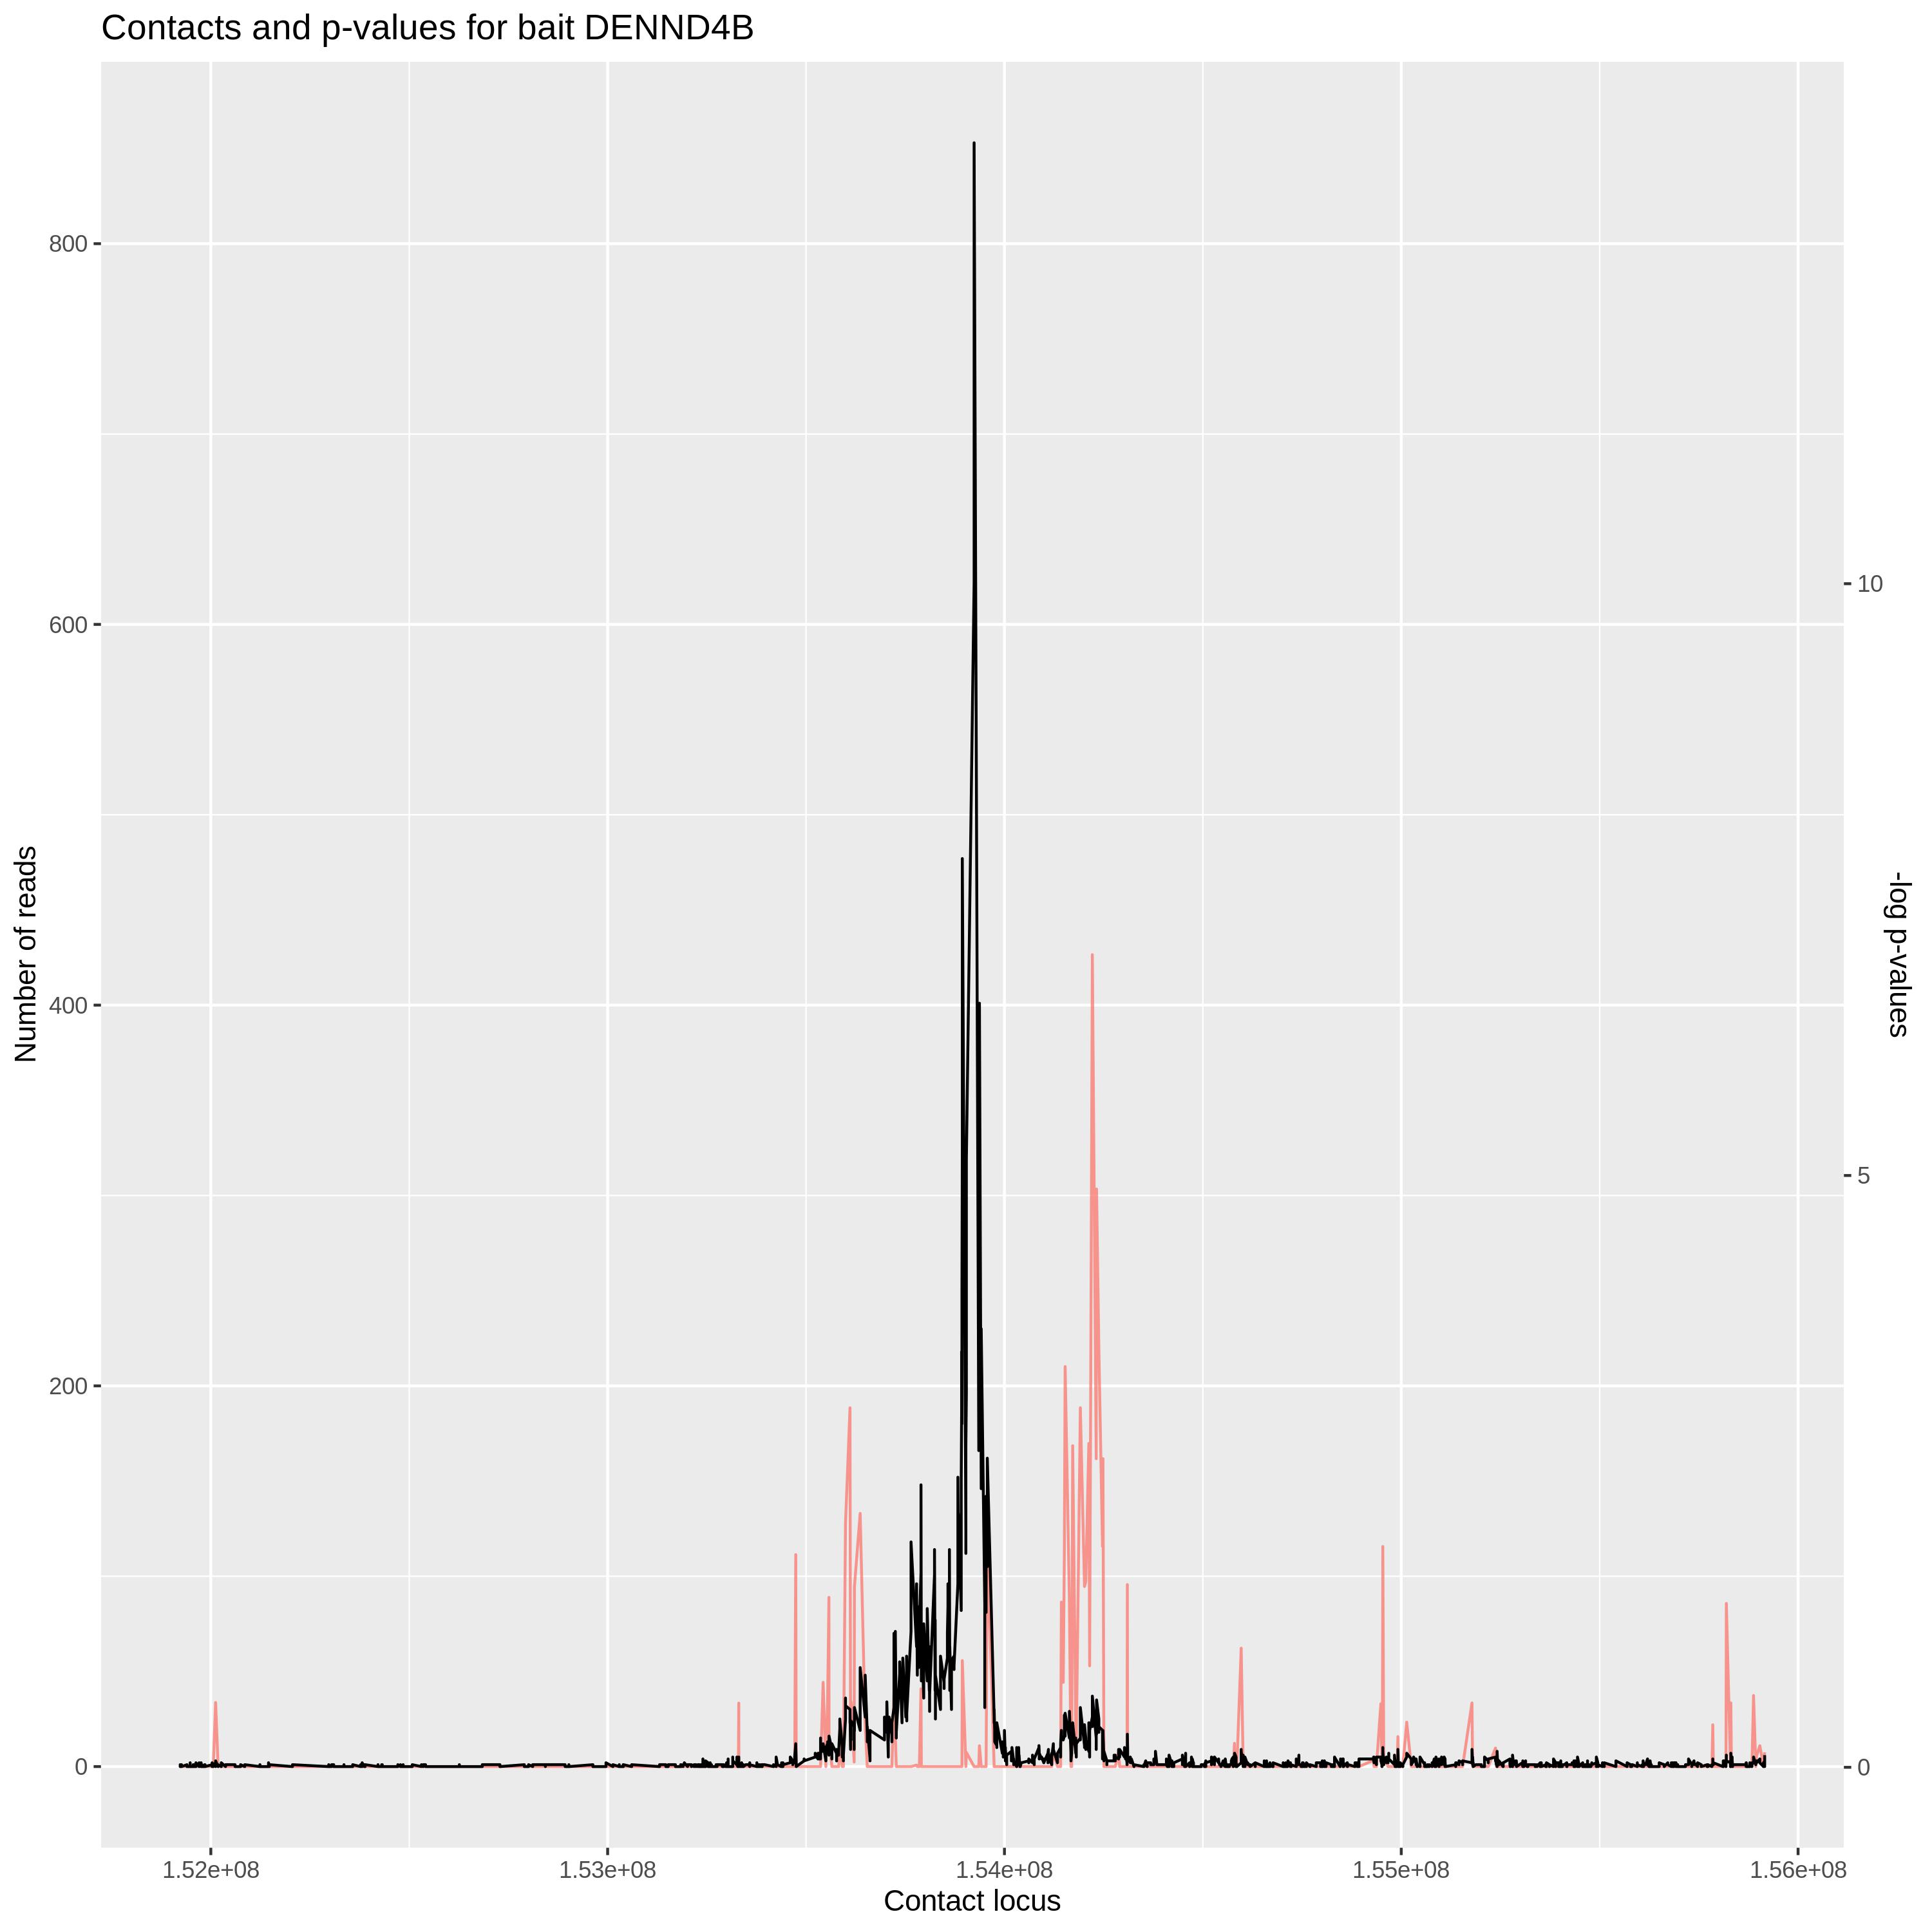 Contacts and p-values for bait DENND4B
800
600
400
200
0
Number of reads
10
5
0
-log p-values
1.52e+08
1.53e+08
1.54e+08
1.55e+08
1.56e+08
Contact locus